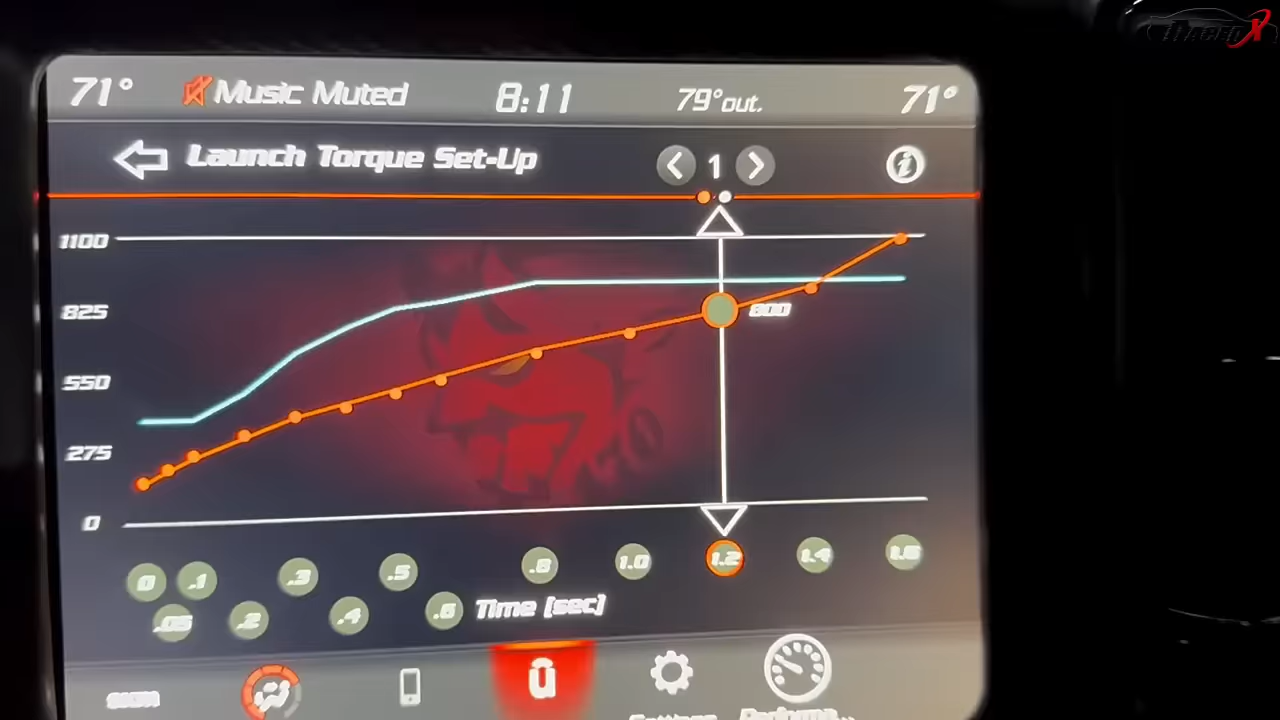 RACEOX
71° Music Muted 8:11 79°out. 71°
Launch Torque Set-Up 1
1100
825
800
550
275
0
0 .1 .3 .5 .8 1.0 1.2 1.4 1.6
.05 .2 .4 .6 Time [sec]